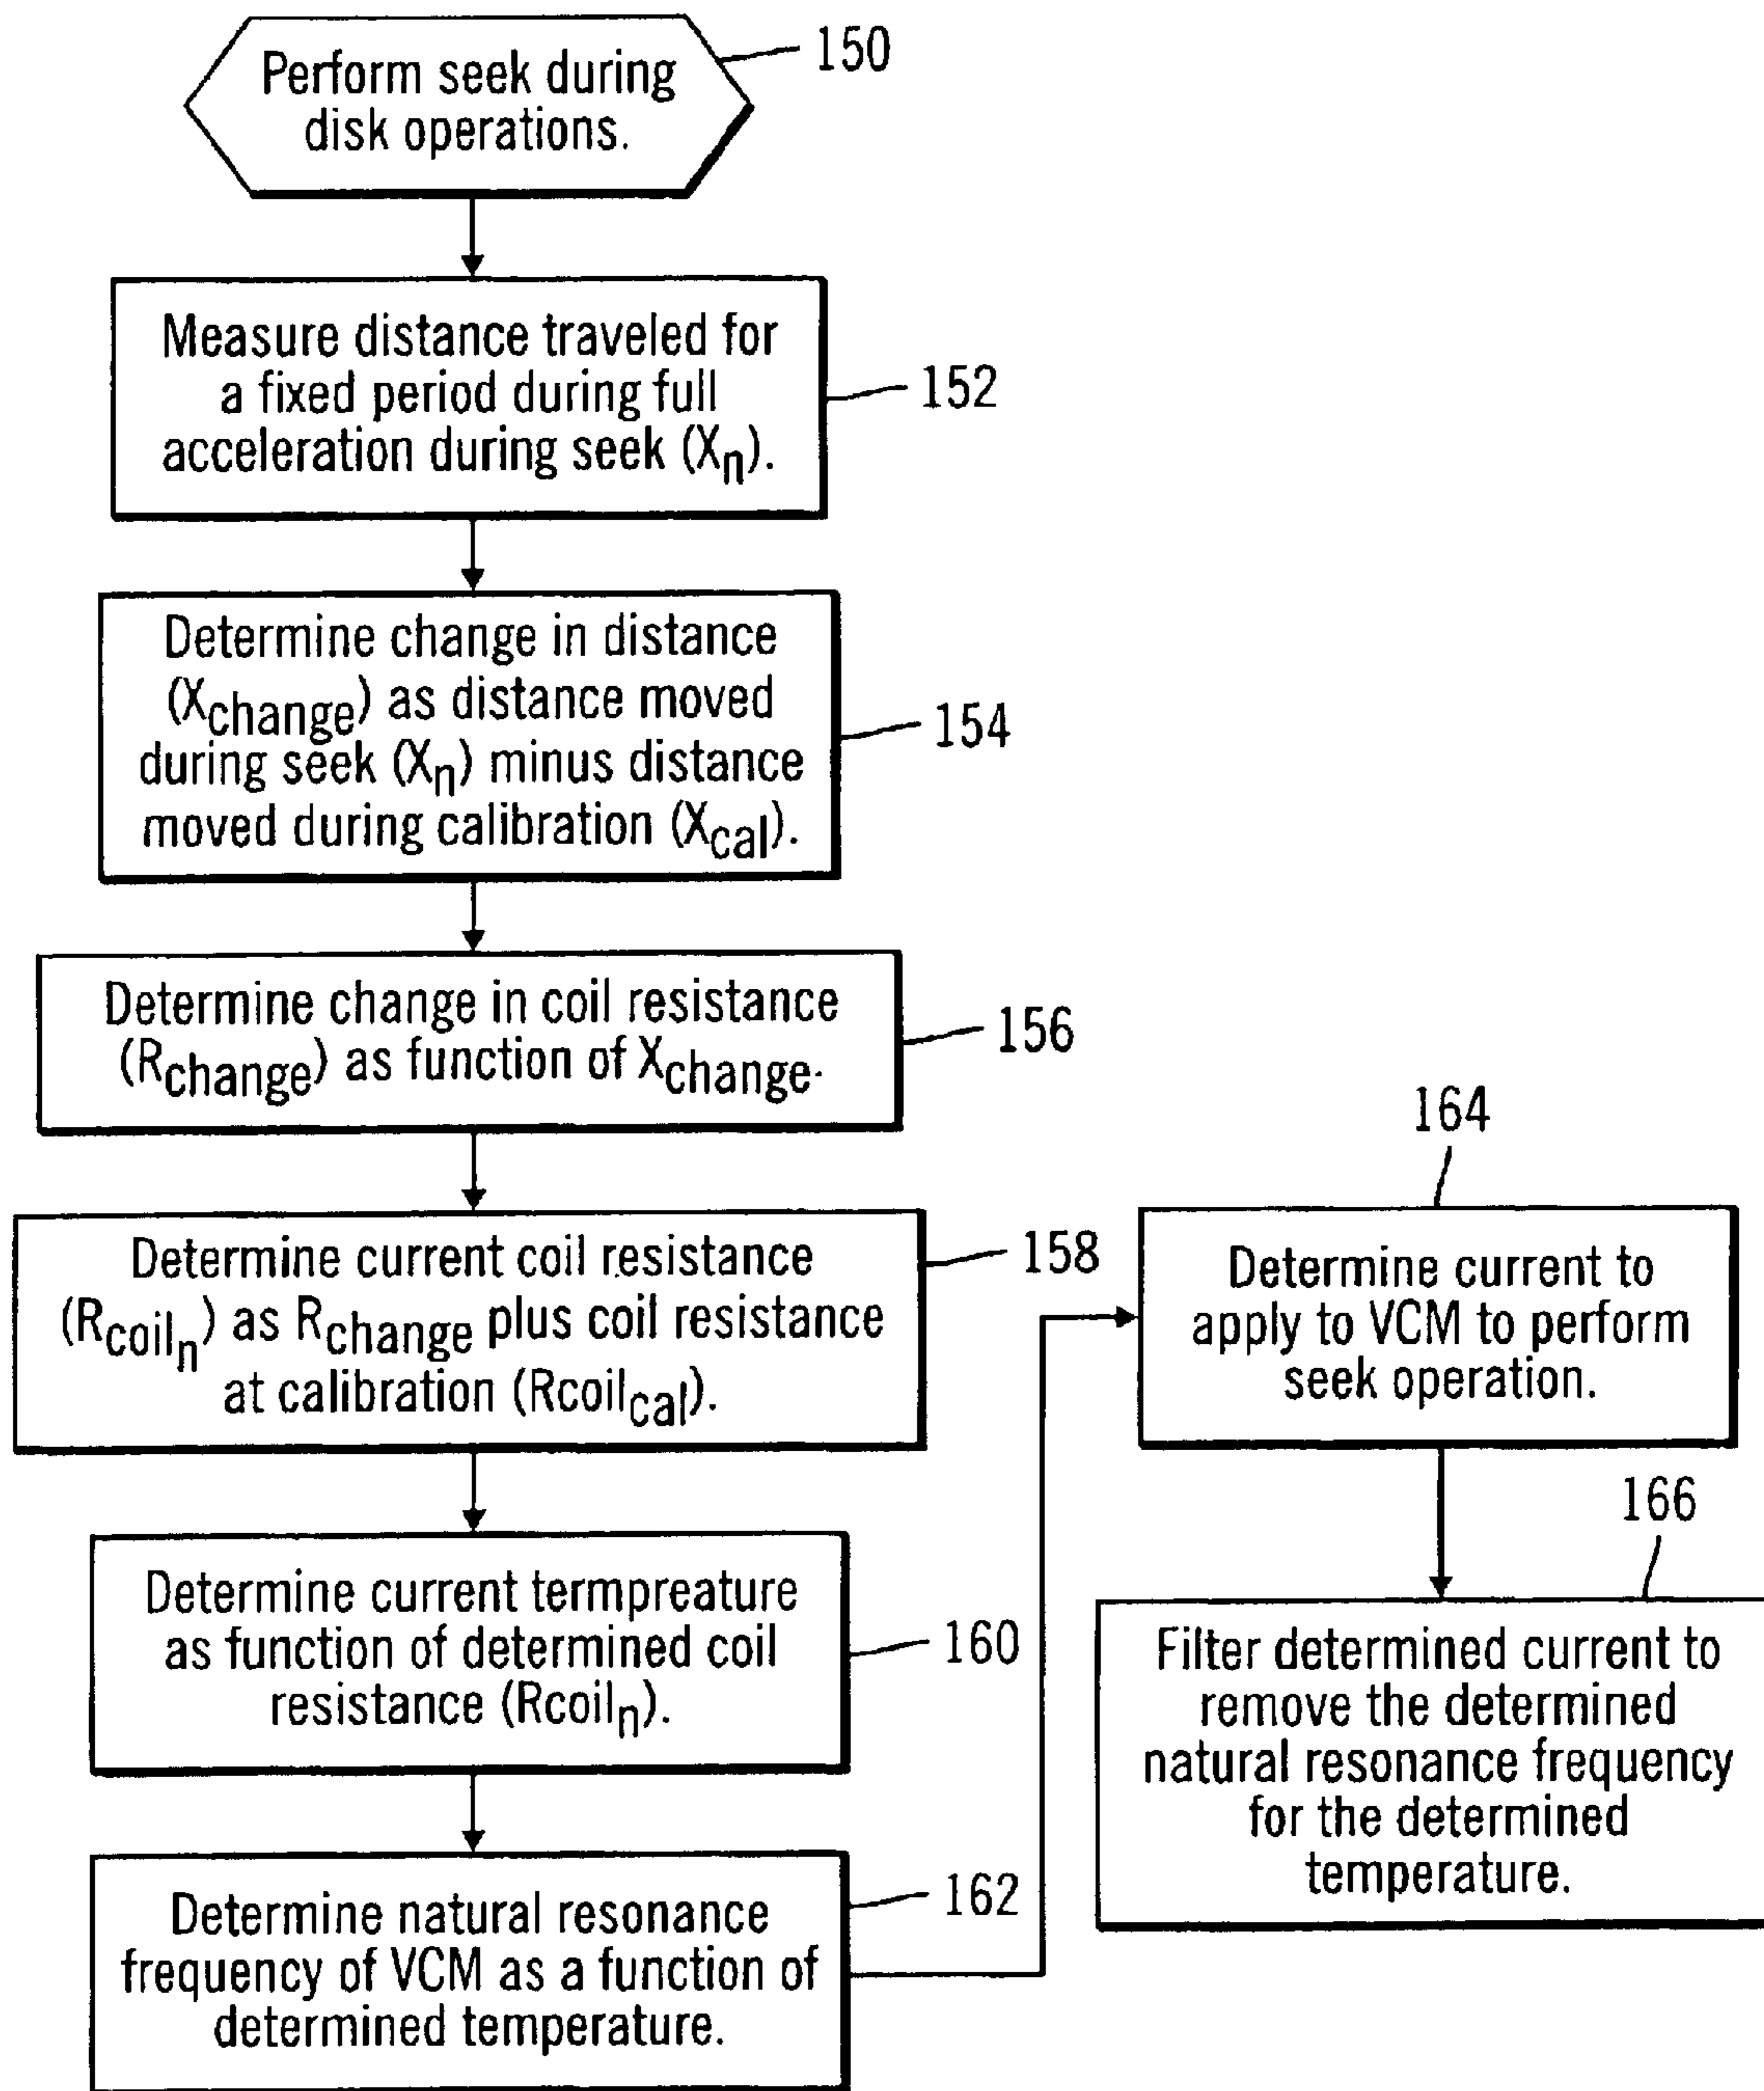 Perform seek during
disk operations.
150
Measure distance traveled for
a fixed period during full
acceleration during seek (Xn).
152
Determine change in distance
(Xchange) as distance moved
during seek (Xn) minus distance
moved during calibration (Xcal).
154
Determine change in coil resistance
(Rchange) as function of Xchange.
156
Determine current coil resistance
(Rcoiln) as Rchange plus coil resistance
at calibration (Rcoilcal).
158
Determine current termpreature
as function of determined coil
resistance (Rcoiln).
160
Determine natural resonance
frequency of VCM as a function of
determined temperature.
162
164
Determine current to
apply to VCM to perform
seek operation.
166
Filter determined current to
remove the determined
natural resonance frequency
for the determined
temperature.